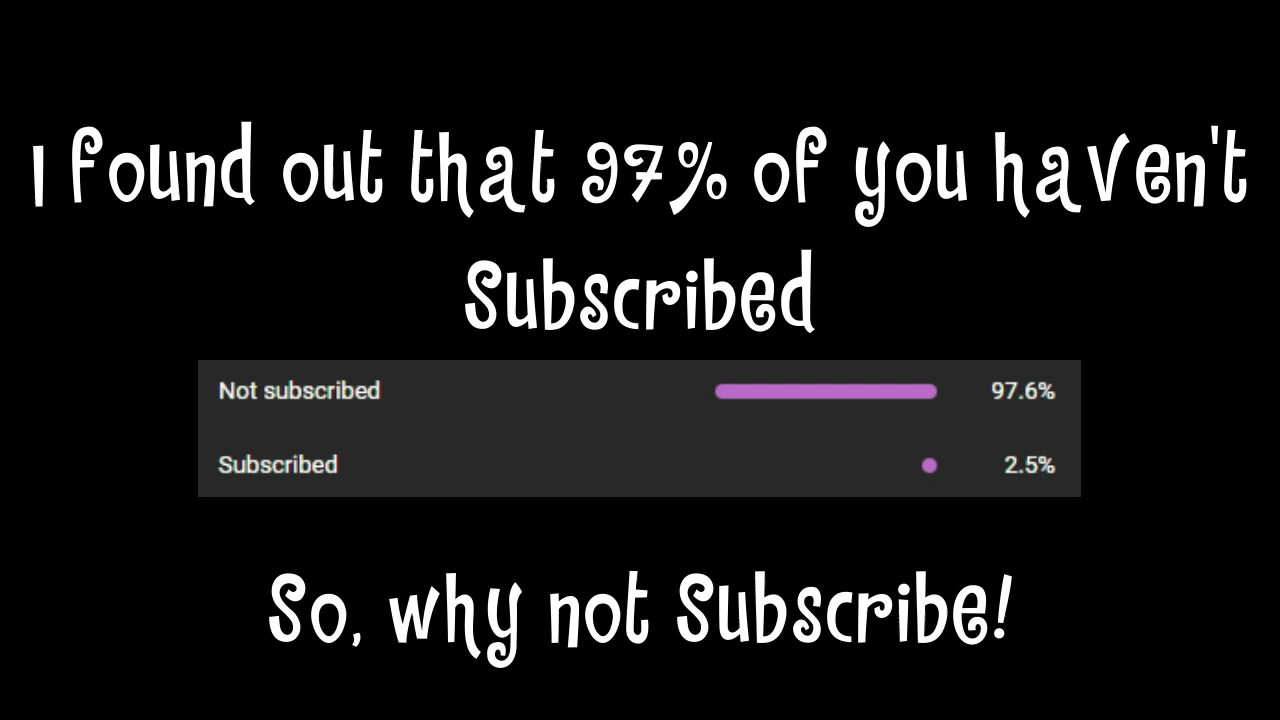 I found out that 97% of you haven't
Subscribed
Not subscribed 97.6%
Subscribed 2.5%
So, why not Subscribe!